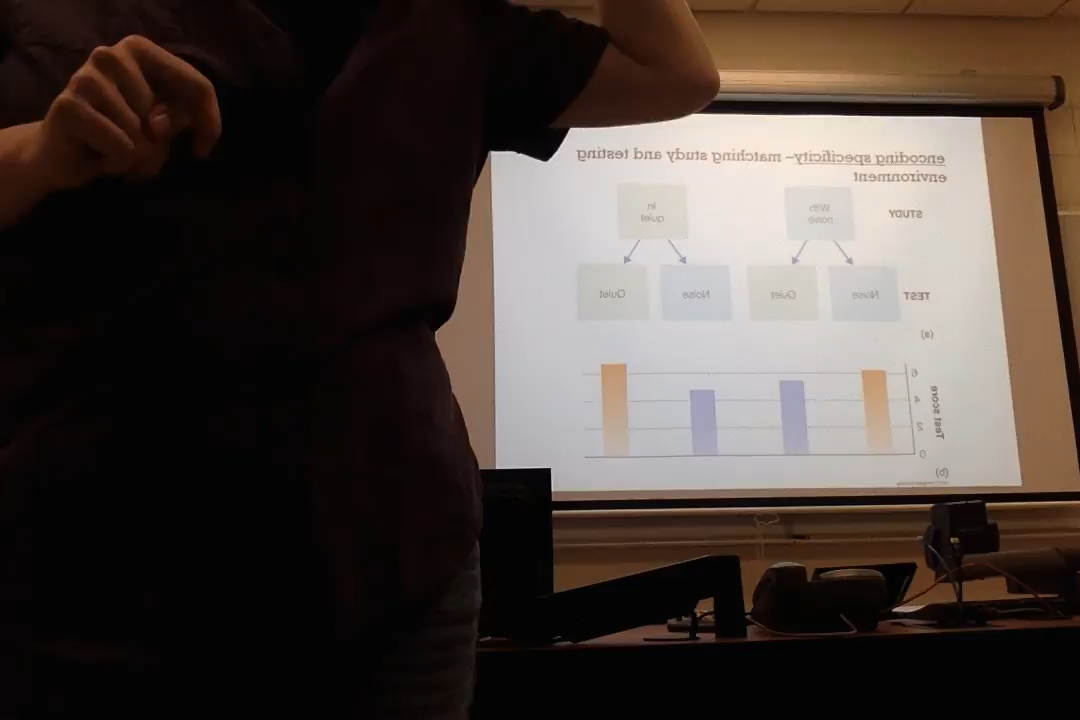 encoding specificity– matching study and testing
environment
STUDY
With
noise
In
quiet
TEST
Noise
Quiet
Noise
Quiet
(a)
Test score
6
4
2
0
(b)